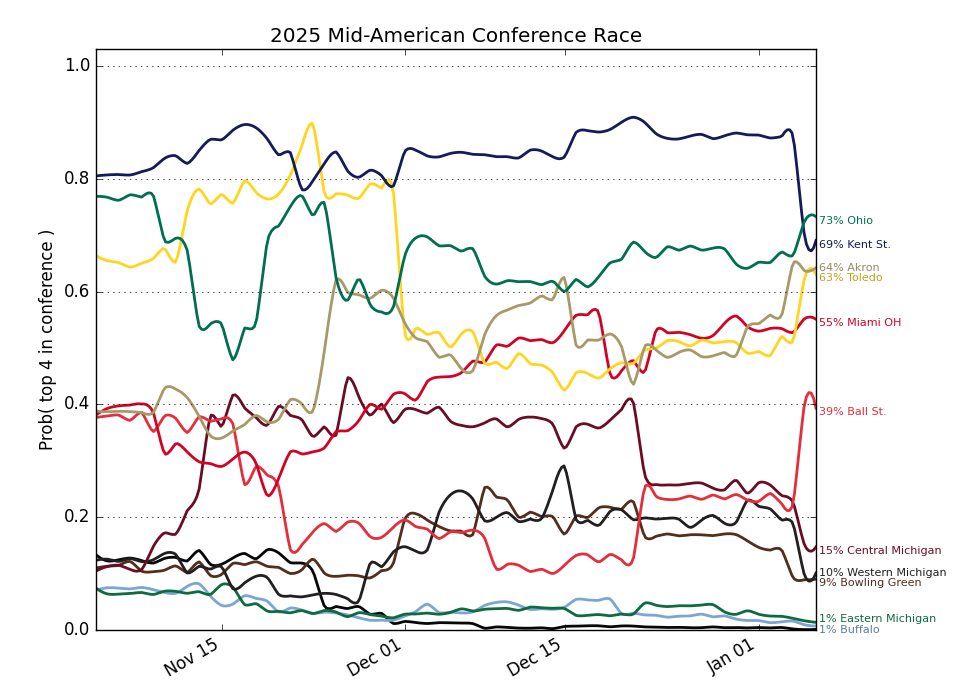 2025 Mid-American Conference Race
1.0
0.8
0.6
0.4
0.2
0.0
Prob( top 4 in conference )
Nov 15
Dec 01
Dec 15
Jan 01
73% Ohio
69% Kent St.
64% Akron
63% Toledo
55% Miami OH
39% Ball St.
15% Central Michigan
10% Western Michigan
9% Bowling Green
1% Eastern Michigan
1% Buffalo